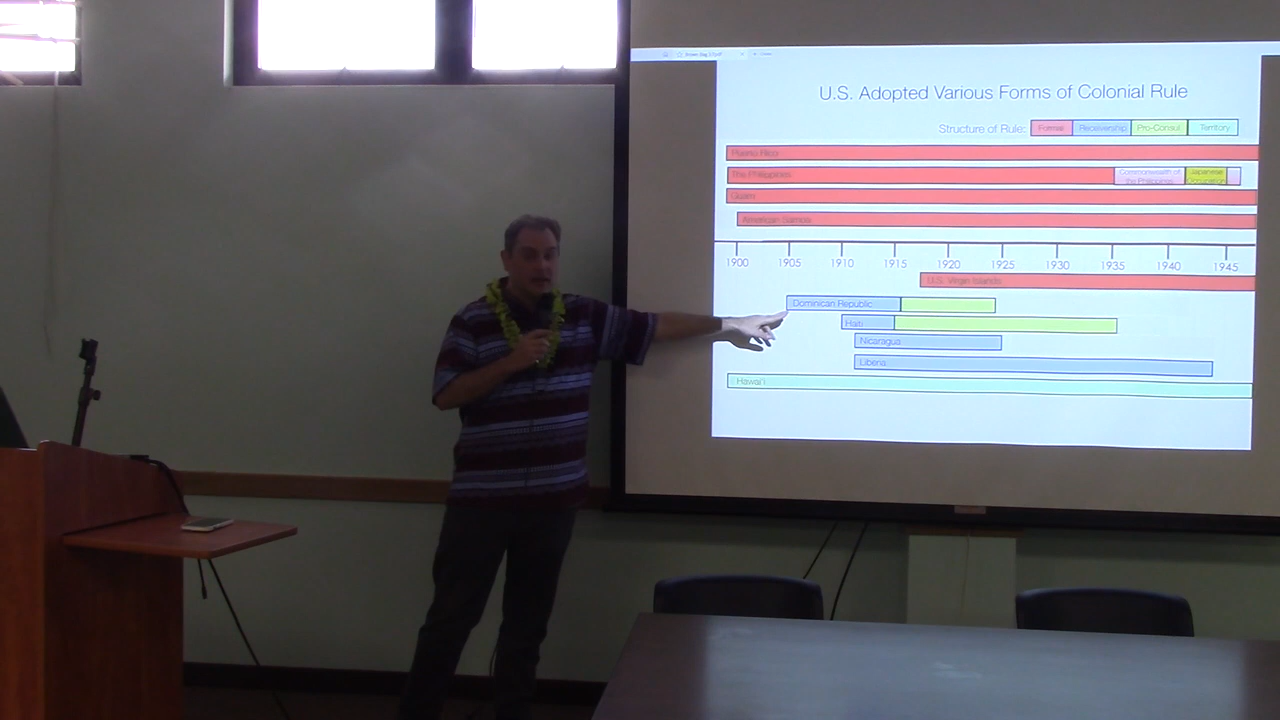 U.S. Adopted Various Forms of Colonial Rule
Structure of Rule: Formal Receivership Pro-Consul Territory
Puerto Rico
The Philippines
Commonwealth of
the Philippines
Japanese
Occupation
Guam
American Samoa
1900 1905 1910 1915 1920 1925 1930 1935 1940 1945
U.S. Virgin Islands
Dominican Republic
Haiti
Nicaragua
Liberia
Hawai'i